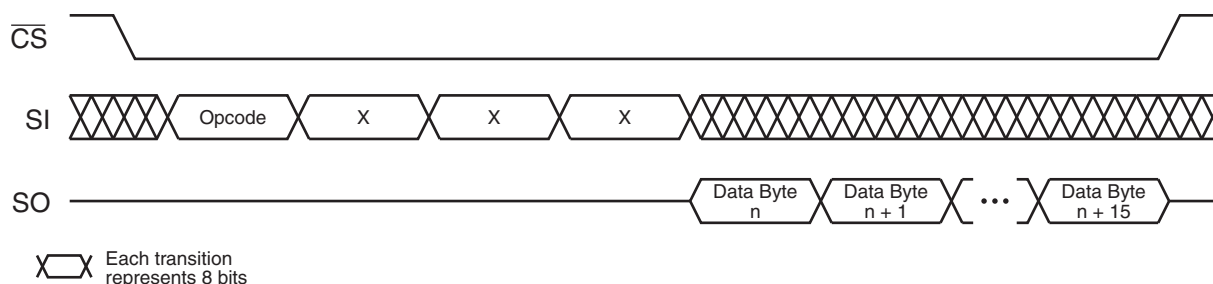 CS
SI
Opcode X X X
SO
Data Byte n
Data Byte n + 1
•••
Data Byte n + 15
Each transition
represents 8 bits